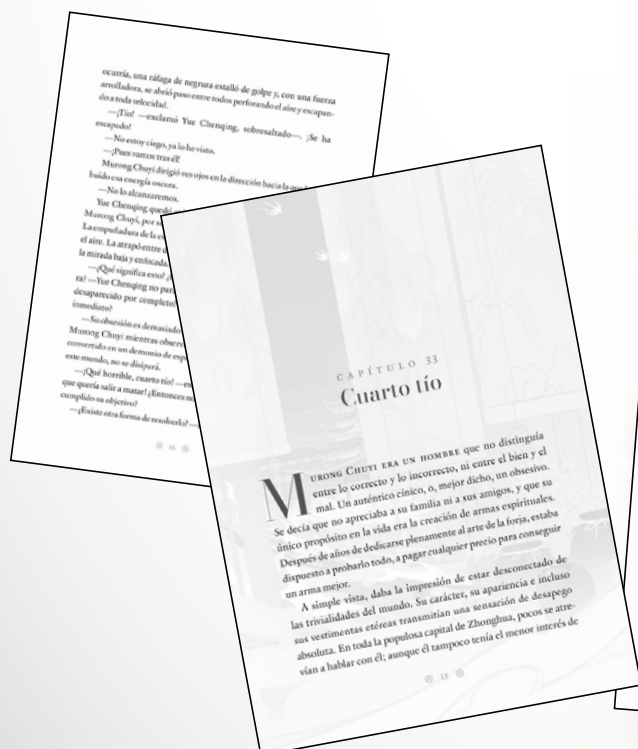 ocurría, una ráfaga de negrura estalló de golpe y, con una fuerza
arrolladora, se abrió paso entre todos perforando el aire y escapan-
do a toda velocidad.
—¡Tío! —exclamó Yue Chenqing, sobresaltado—. ¡Se ha
escapado!
—No estoy ciego, ya lo he visto.
—¡Pues vamos tras él!
Murong Chuyi dirigió sus ojos en la dirección hacia la que
huido esa energía oscura.
—No lo alcanzaremos.
Yue Chenqing quedó
Murong Chuyi, por su
La empuñadura de la
el aire. La atrapó entre
la mirada baja y enfocada.
—¿Qué significa esto?
ra! —Yue Chenqing no
desaparecido por completo?
inmediato?
—Su obsesión es demasiado
Murong Chuyi mientras
convertido en un demonio de
este mundo, no se disipará.
—¡Qué horrible, cuarto tío!
que quería salir a matar! ¿Entonces
cumplido su objetivo?
—¿Existe otra forma de resolverlo? —
16
CAPÍTULO 33
Cuarto tío
MURONG CHUYI ERA UN HOMBRE que no distinguía
entre lo correcto y lo incorrecto, ni entre el bien y el
mal. Un auténtico cínico, o, mejor dicho, un obsesivo.
Se decía que no apreciaba a su familia ni a sus amigos, y que su
único propósito en la vida era la creación de armas espirituales.
Después de años de dedicarse plenamente al arte de la forja, estaba
dispuesto a probarlo todo, a pagar cualquier precio para conseguir
un arma mejor.
A simple vista, daba la impresión de estar desconectado de
las trivialidades del mundo. Su carácter, su apariencia e incluso
sus vestimentas etéreas transmitían una sensación de desapego
absoluta. En toda la populosa capital de Zhonghua, pocos se atre-
vían a hablar con él; aunque él tampoco tenía el menor interés de
15